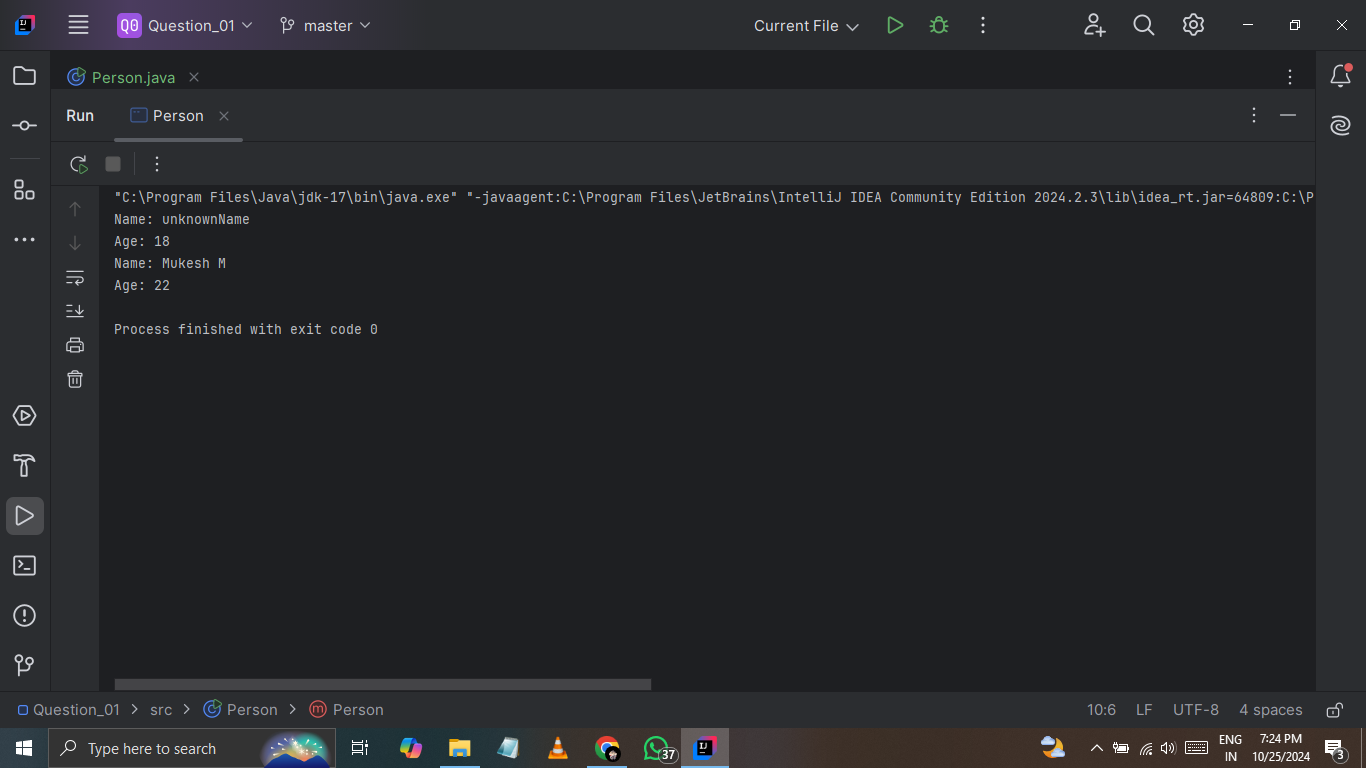 Q0 Question_01 master Current File
Person.java
Run Person
"C:\Program Files\Java\jdk-17\bin\java.exe" "-javaagent:C:\Program Files\JetBrains\IntelliJ IDEA Community Edition 2024.2.3\lib\idea_rt.jar=64809:C:\P
Name: unknownName
Age: 18
Name: Mukesh M
Age: 22
Process finished with exit code 0
Question_01 > src > Person > m Person 10:6 LF UTF-8 4 spaces
Type here to search
37
ENG
IN
7:24 PM
10/25/2024
3